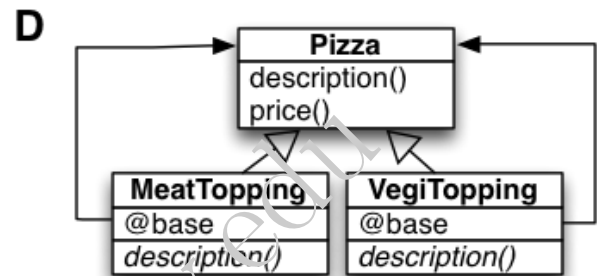 D
Pizza
description()
price()
MeatTopping
@base
description()
VegiTopping
@base
description()